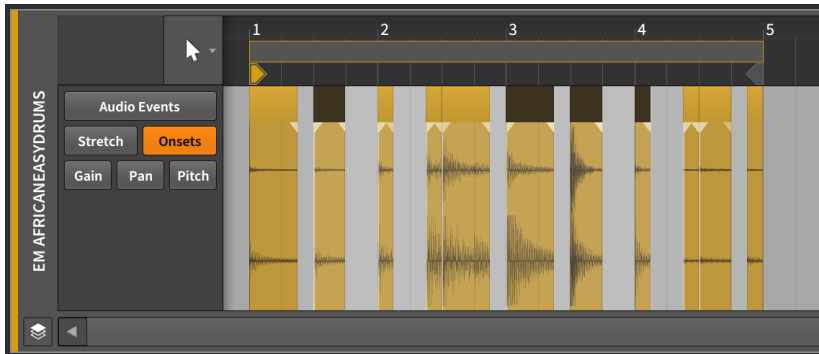 1 2 3 4 5
EM AFRICANEASYDRUMS
Audio Events
Stretch Onsets
Gain Pan Pitch